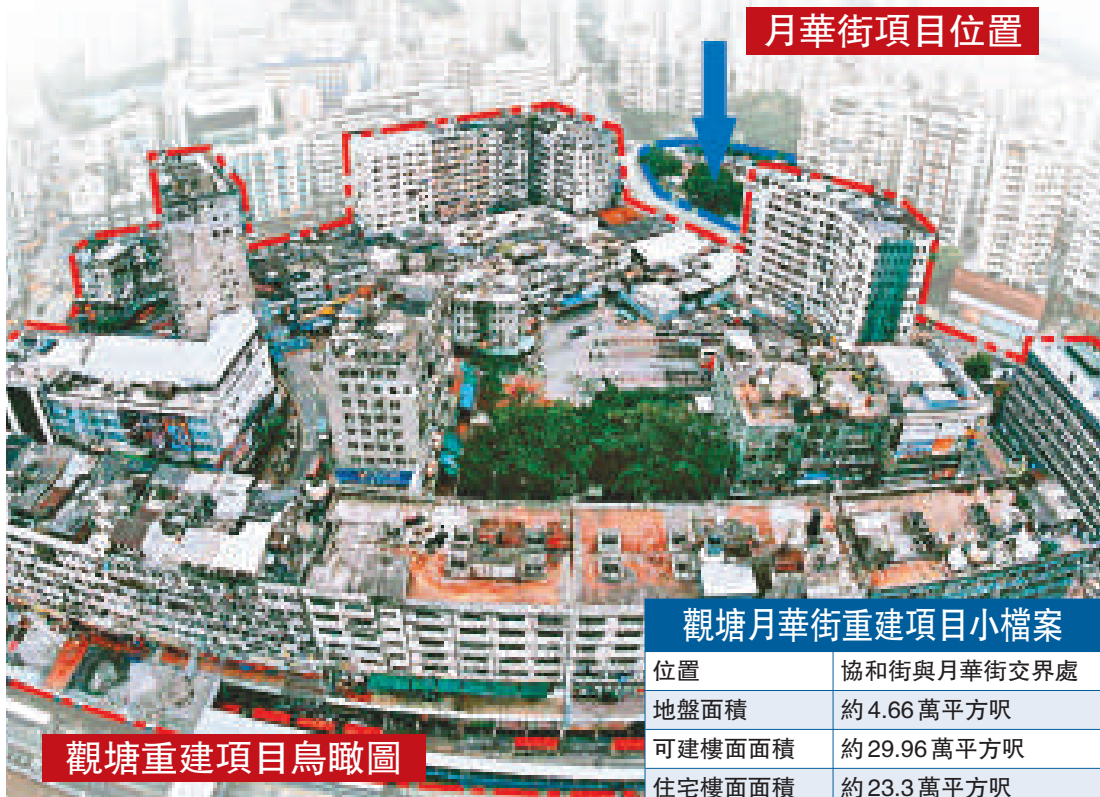 月華街項目位置
觀塘月華街重建項目小檔案
位置 協和街與月華街交界處
地盤面積 約4.66萬平方呎
可建樓面面積 約29.96萬平方呎
住宅樓面面積 約23.3萬平方呎
觀塘重建項目鳥瞰圖